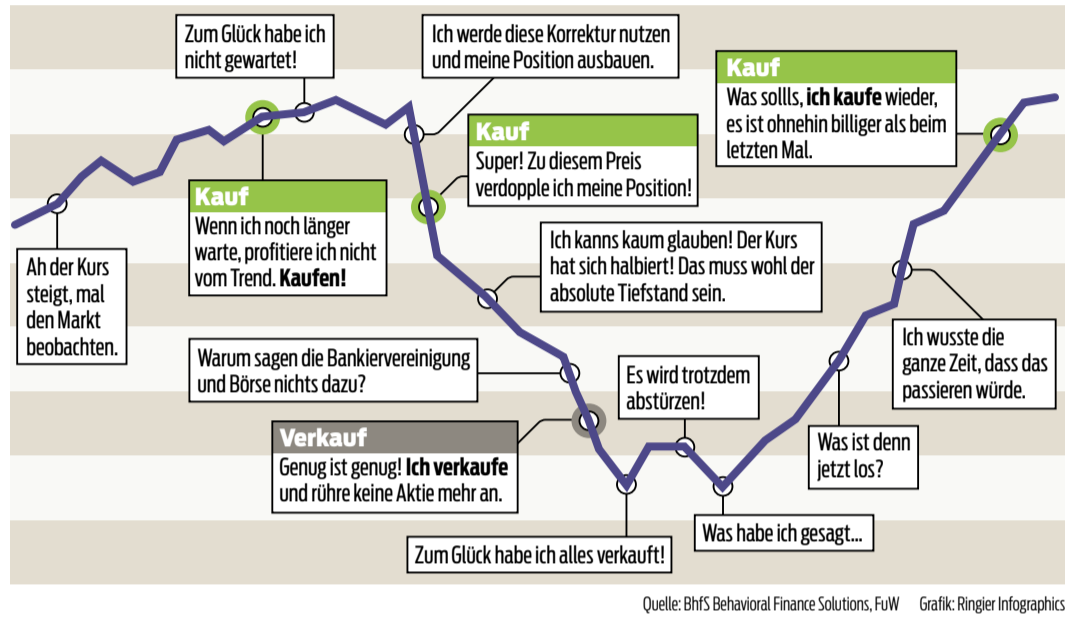 Zum Glück habe ich
nicht gewartet!
Ich werde diese Korrektur nutzen
und meine Position ausbauen.
Kauf
Was sollls, ich kaufe wieder,
es ist ohnehin billiger als beim
letzten Mal.
Kauf
Super! Zu diesem Preis
verdopple ich meine Position!
Kauf
Wenn ich noch länger
warte, profitiere ich nicht
vom Trend. Kaufen!
Ah der Kurs
steigt, mal
den Markt
beobachten.
Ich kanns kaum glauben! Der Kurs
hat sich halbiert! Das muss wohl der
absolute Tiefstand sein.
Ich wusste die
ganze Zeit, dass das
passieren würde.
Warum sagen die Bankiervereinigung
und Börse nichts dazu?
Es wird trotzdem
abstürzen!
Verkauf
Genug ist genug! Ich verkaufe
und rühre keine Aktie mehr an.
Was ist denn
jetzt los?
Was habe ich gesagt...
Zum Glück habe ich alles verkauft!
Quelle: BhfS Behavioral Finance Solutions, FuW Grafik: Ringier Infographics